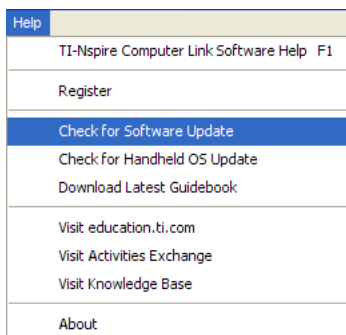 Help
TI-Nspire Computer Link Software Help F1
Register
Check for Software Update
Check for Handheld OS Update
Download Latest Guidebook
Visit education.ti.com
Visit Activities Exchange
Visit Knowledge Base
About